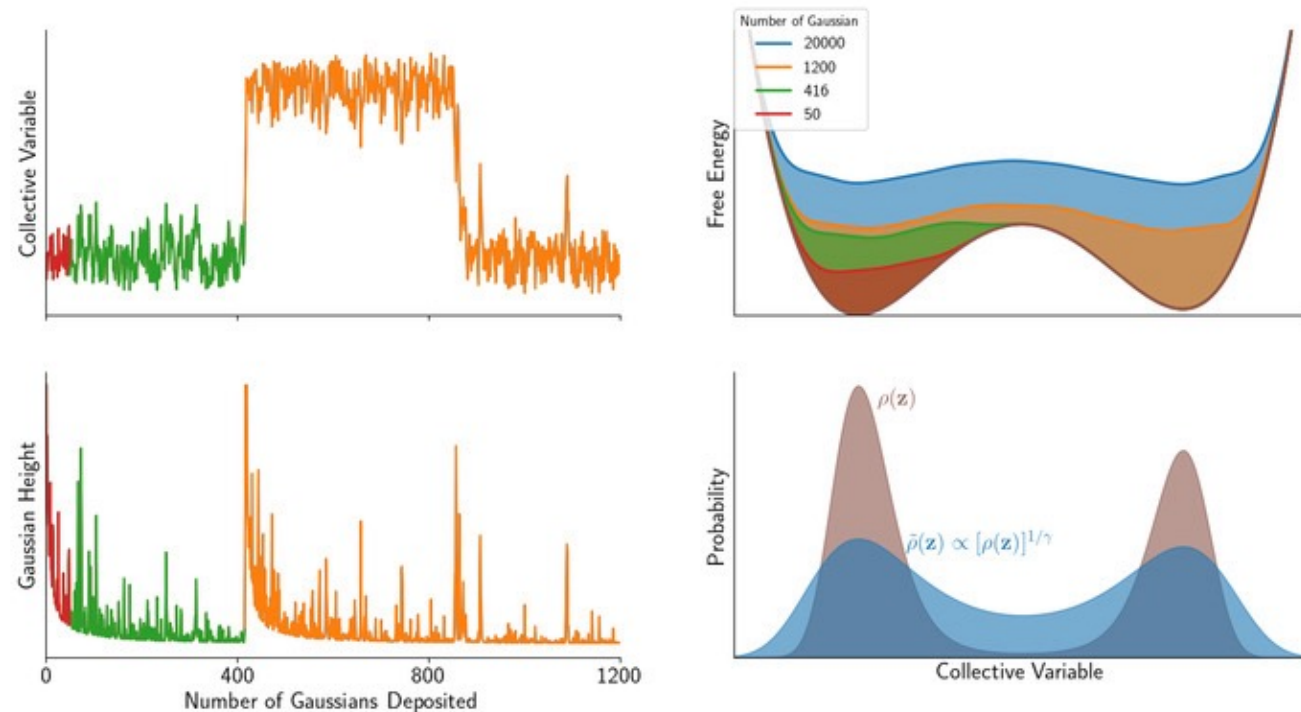 Collective Variable
Number of Gaussian
20000
1200
416
50
Free Energy
Gaussian Height
0
400
800
1200
Number of Gaussians Deposited
Probability
ρ(z)
ρ̃(z) ∝ [ρ(z)]^{1/γ}
Collective Variable